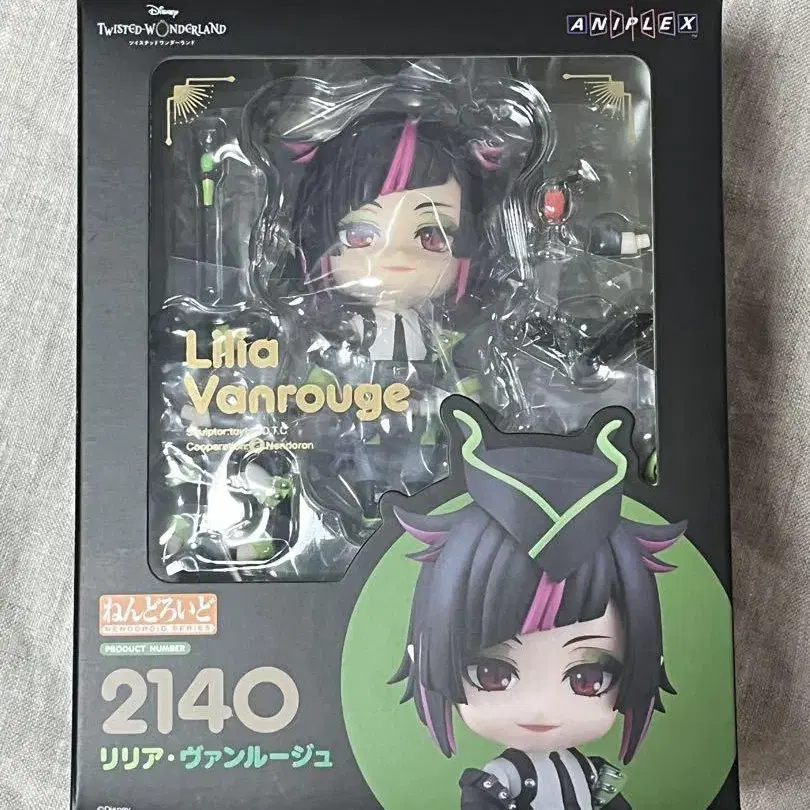 Disney
TWISTED-WONDERLAND
ツイステッドワンダーランド
ANIPLEX
Lilia
Vanrouge
Nendoron
ねんどろいど
NENDOROID SERIES
PRODUCT NUMBER
2140
リリア・ヴァンルージュ
©Disney